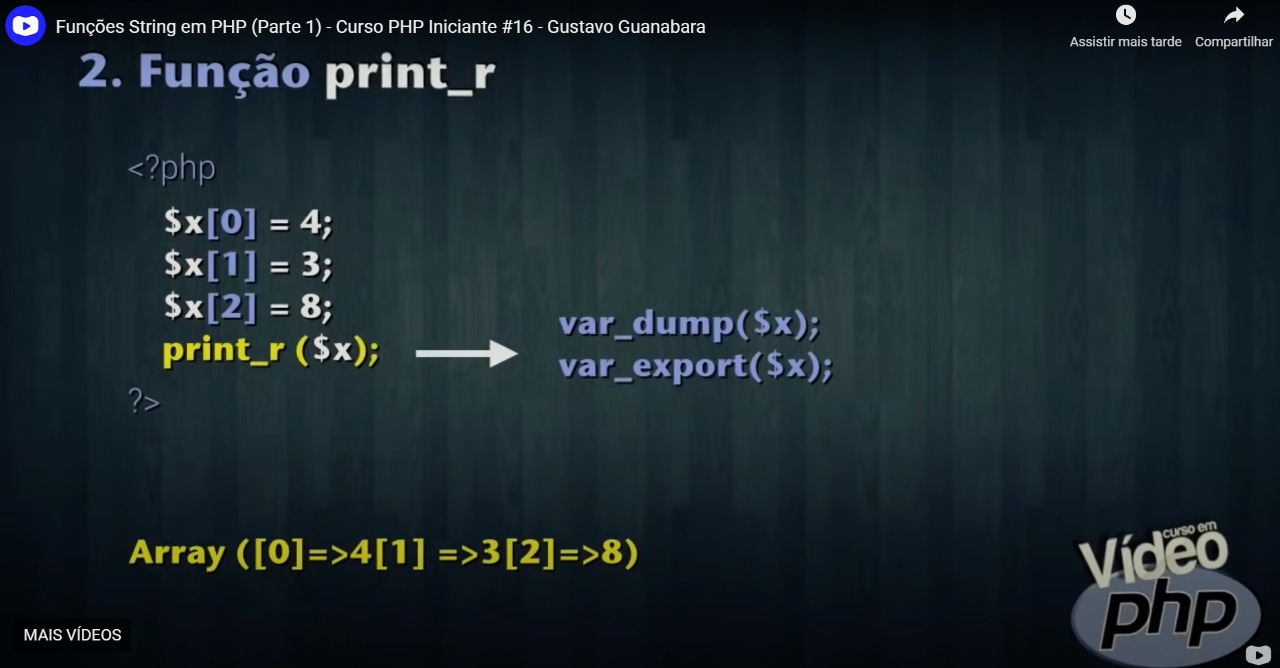 Funções String em PHP (Parte 1) - Curso PHP Iniciante #16 - Gustavo Guanabara
Assistir mais tarde
Compartilhar
2. Função print_r
<?php
$x[0] = 4;
$x[1] = 3;
$x[2] = 8;
print_r ($x);
var_dump($x);
var_export($x);
?>
Array ([0]=>4[1] =>3[2]=>8)
curso em
Vídeo
php
MAIS VÍDEOS